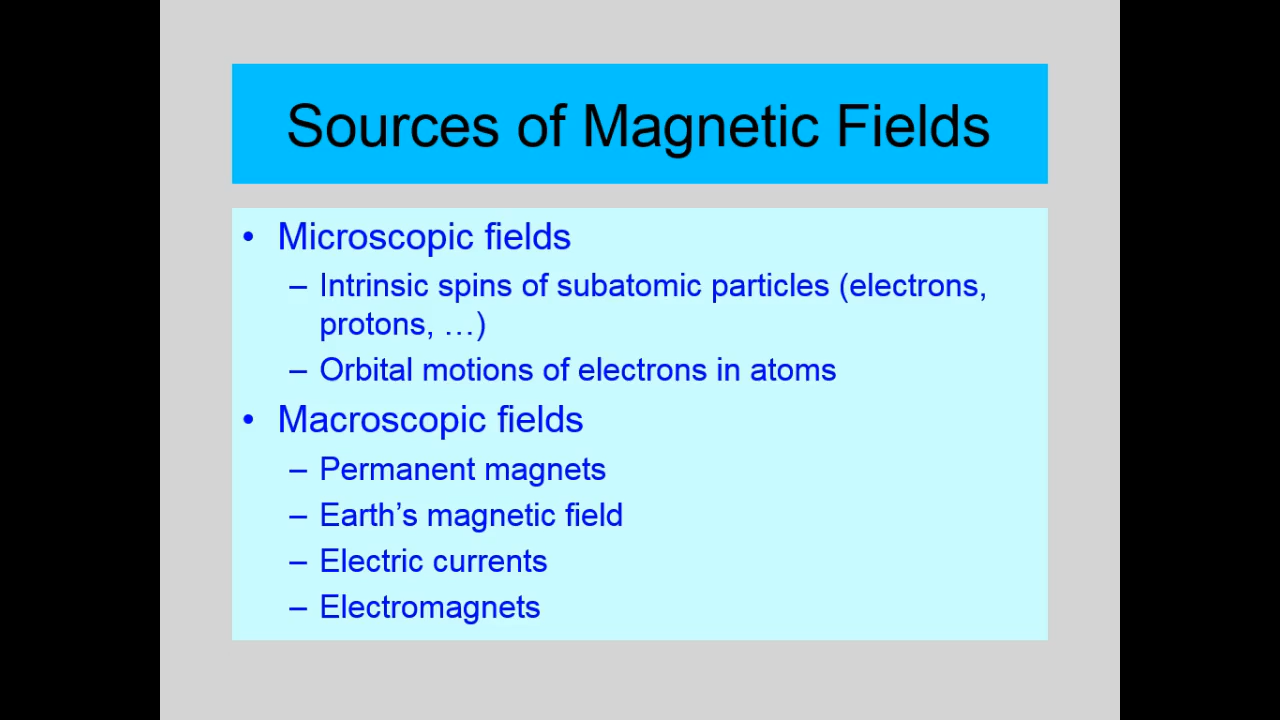 Sources of Magnetic Fields
• Microscopic fields
– Intrinsic spins of subatomic particles (electrons,
protons, …)
– Orbital motions of electrons in atoms
• Macroscopic fields
– Permanent magnets
– Earth’s magnetic field
– Electric currents
– Electromagnets